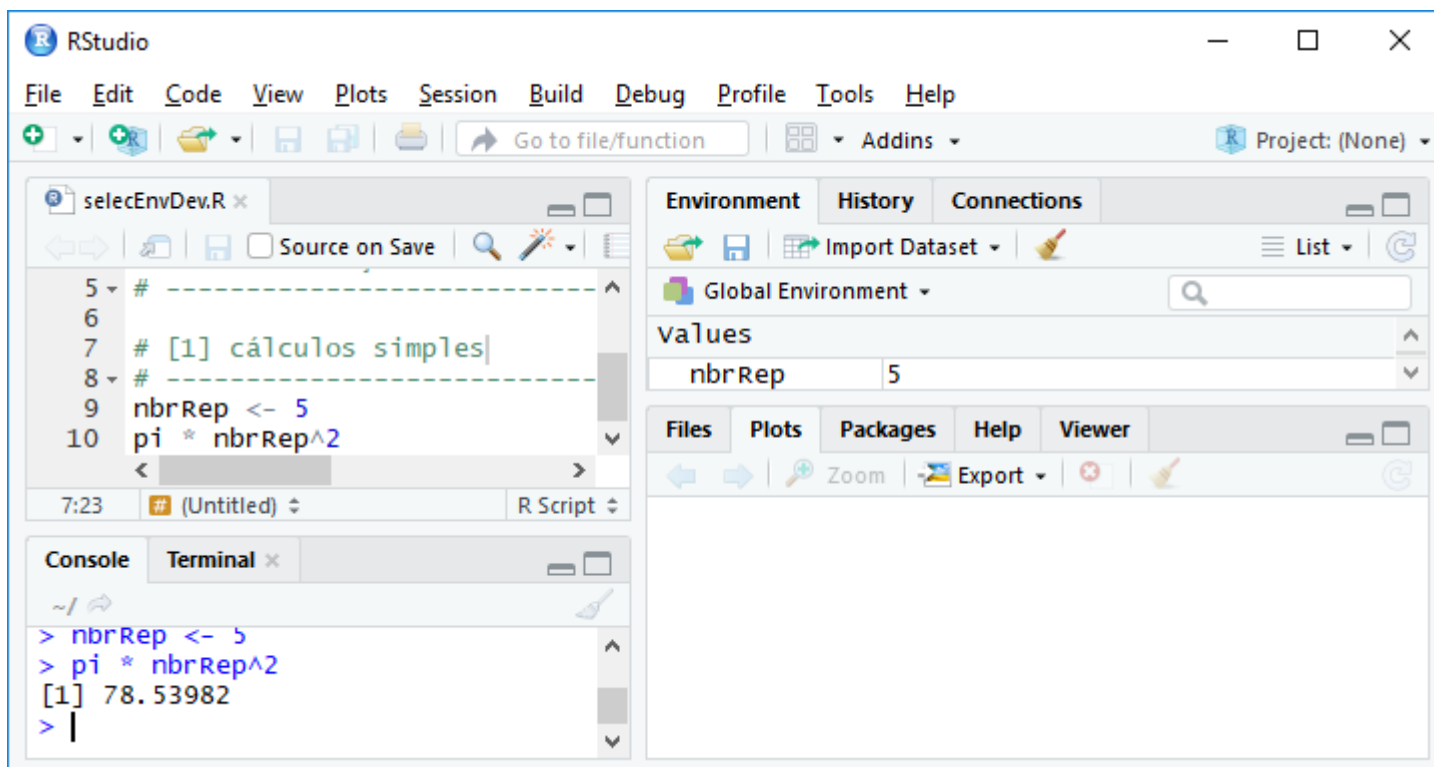 RStudio
File Edit Code View Plots Session Build Debug Profile Tools Help
Go to file/function Addins Project: (None)
selecEnvDev.R
Source on Save
5 # ---------------------------
6
7 # [1] cálculos simples
8 # ---------------------------
9 nbrRep <- 5
10 pi * nbrRep^2
7:23 # (Untitled) R Script
Console Terminal
~/
> nbrRep <- 5
> pi * nbrRep^2
[1] 78.53982
>
Environment History Connections
Import Dataset List
Global Environment
Values
nbrRep 5
Files Plots Packages Help Viewer
Zoom Export